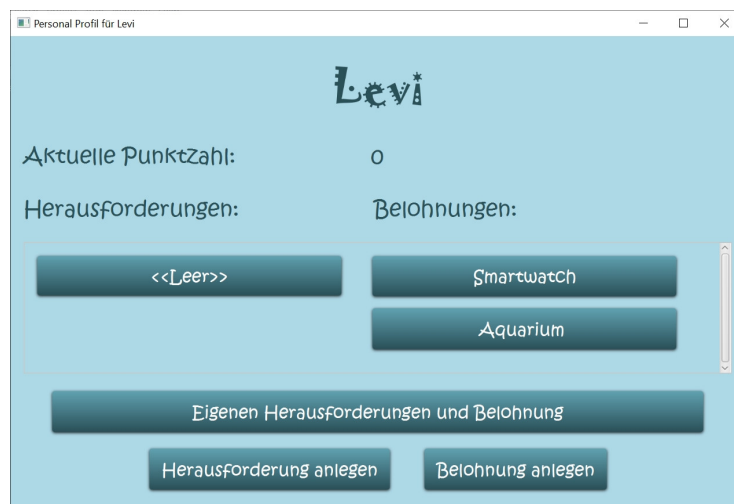 Personal Profil für Levi
Levi
Aktuelle Punktzahl: 0
Herausforderungen: Belohnungen:
<<Leer>> Smartwatch
Aquarium
Eigenen Herausforderungen und Belohnung
Herausforderung anlegen Belohnung anlegen